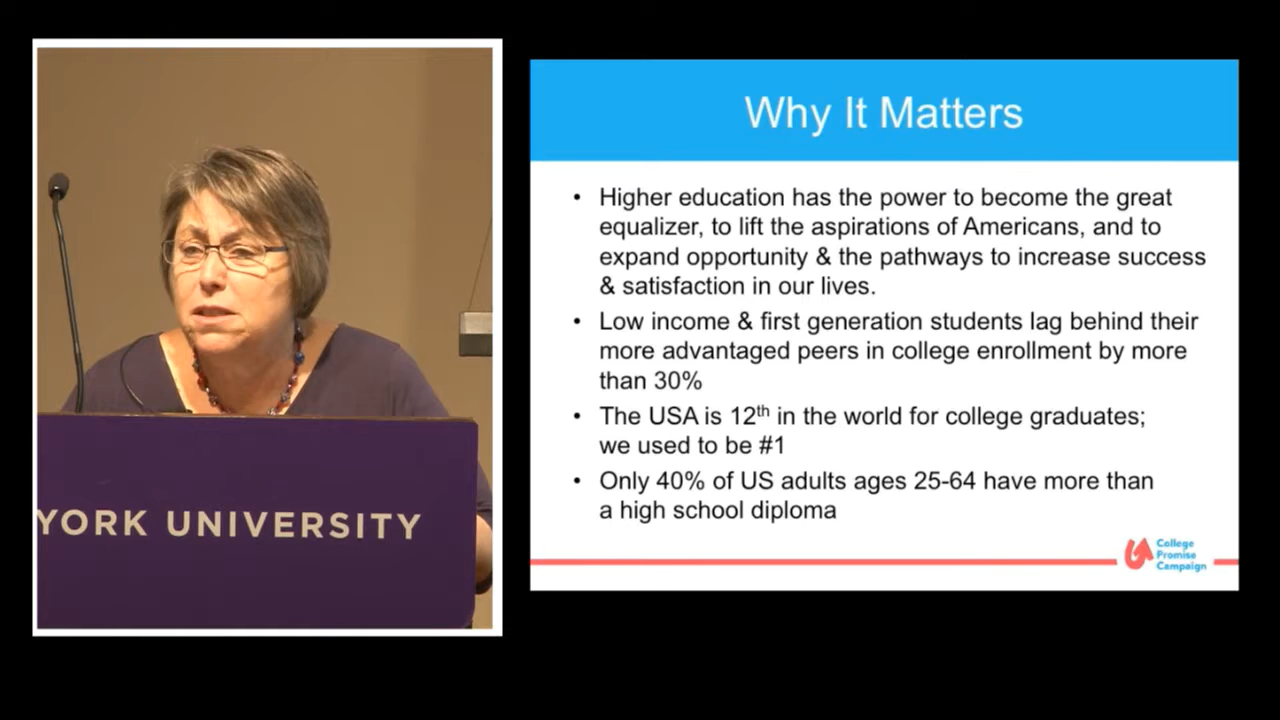 YORK UNIVERSITY
Why It Matters
• Higher education has the power to become the great
equalizer, to lift the aspirations of Americans, and to
expand opportunity & the pathways to increase success
& satisfaction in our lives.
• Low income & first generation students lag behind their
more advantaged peers in college enrollment by more
than 30%
• The USA is 12th in the world for college graduates;
we used to be #1
• Only 40% of US adults ages 25-64 have more than
a high school diploma
College
Promise
Campaign